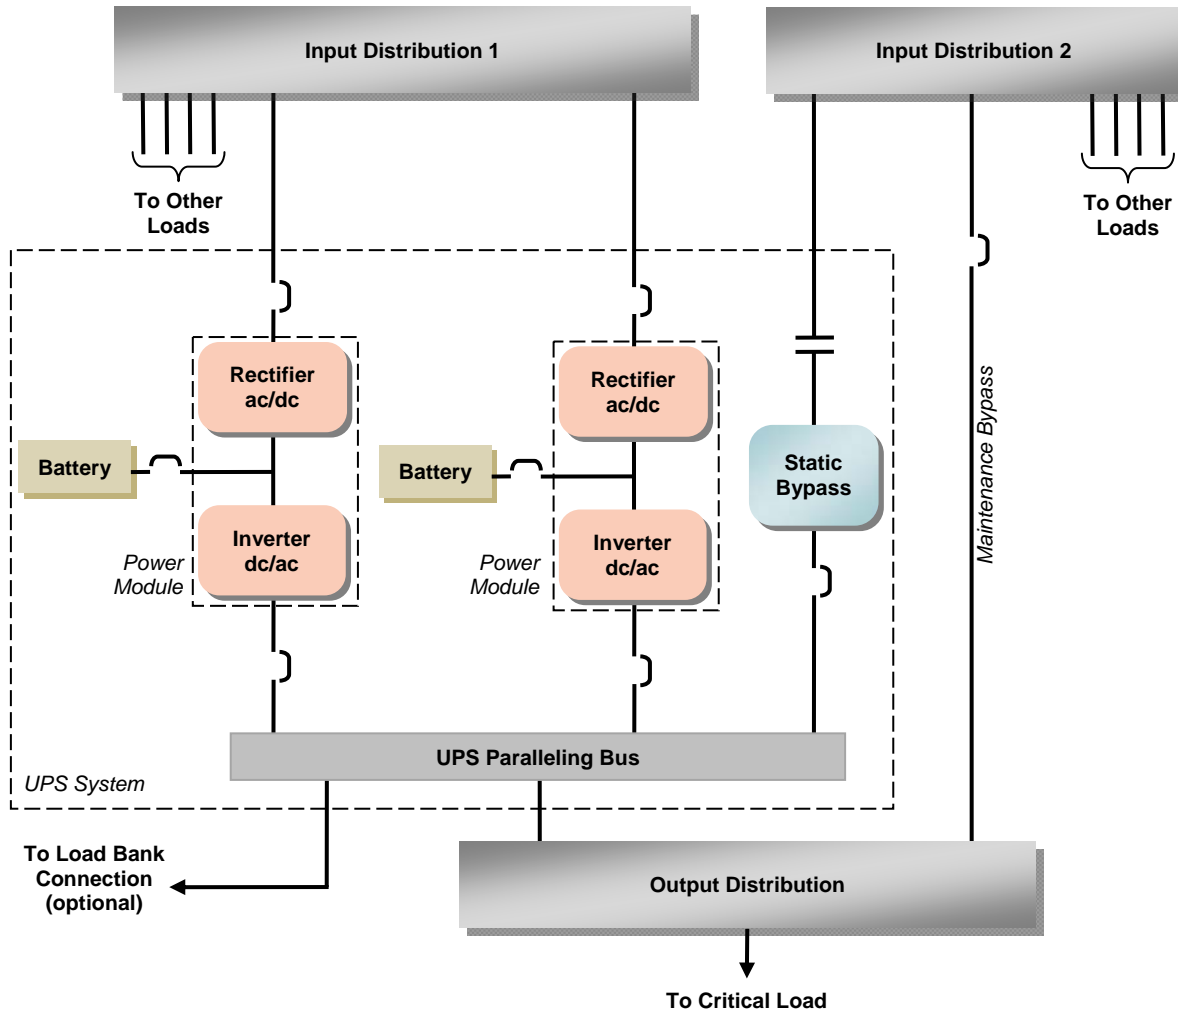 Input Distribution 1
Input Distribution 2
To Other
Loads
To Other
Loads
Rectifier
ac/dc
Rectifier
ac/dc
Battery
Battery
Static
Bypass
Maintenance Bypass
Inverter
dc/ac
Inverter
dc/ac
Power
Module
Power
Module
UPS Paralleling Bus
UPS System
To Load Bank
Connection
(optional)
Output Distribution
To Critical Load